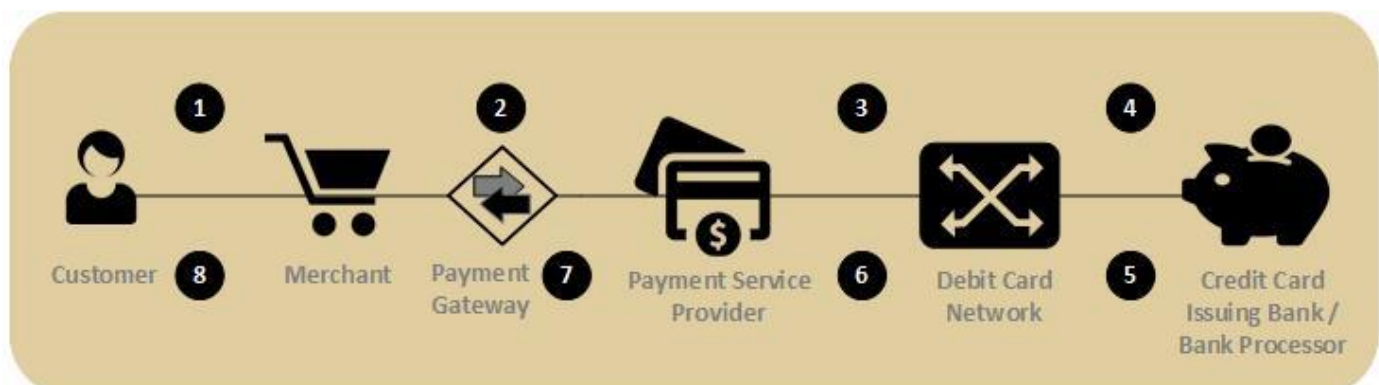 1
2
3
4
$
Customer
8
Merchant
Payment
Gateway
7
Payment Service
Provider
6
Debit Card
Network
5
Credit Card
Issuing Bank /
Bank Processor